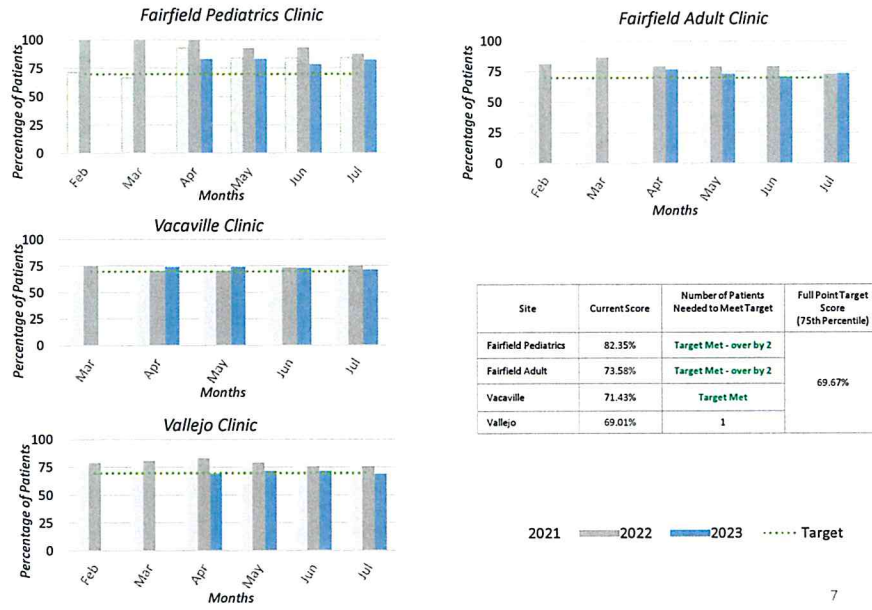 Fairfield Pediatrics Clinic
Percentage of Patients
100
75
50
25
0
Feb
Mar
Apr
May
Jun
Jul
Months
Fairfield Adult Clinic
Percentage of Patients
100
75
50
25
0
Feb
Mar
Apr
May
Jun
Jul
Months
Vacaville Clinic
Percentage of Patients
100
75
50
25
0
Mar
Apr
May
Jun
Jul
Months
Site Current Score Number of Patients Needed to Meet Target Full Point Target Score (75th Percentile)
Fairfield Pediatrics 82.35% Target Met - over by 2
Fairfield Adult 73.58% Target Met - over by 2
69.67%
Vacaville 71.43% Target Met
Vallejo 69.01% 1
Vallejo Clinic
Percentage of Patients
100
75
50
25
0
Feb
Mar
Apr
May
Jun
Jul
Months
2021 2022 2023 Target
7